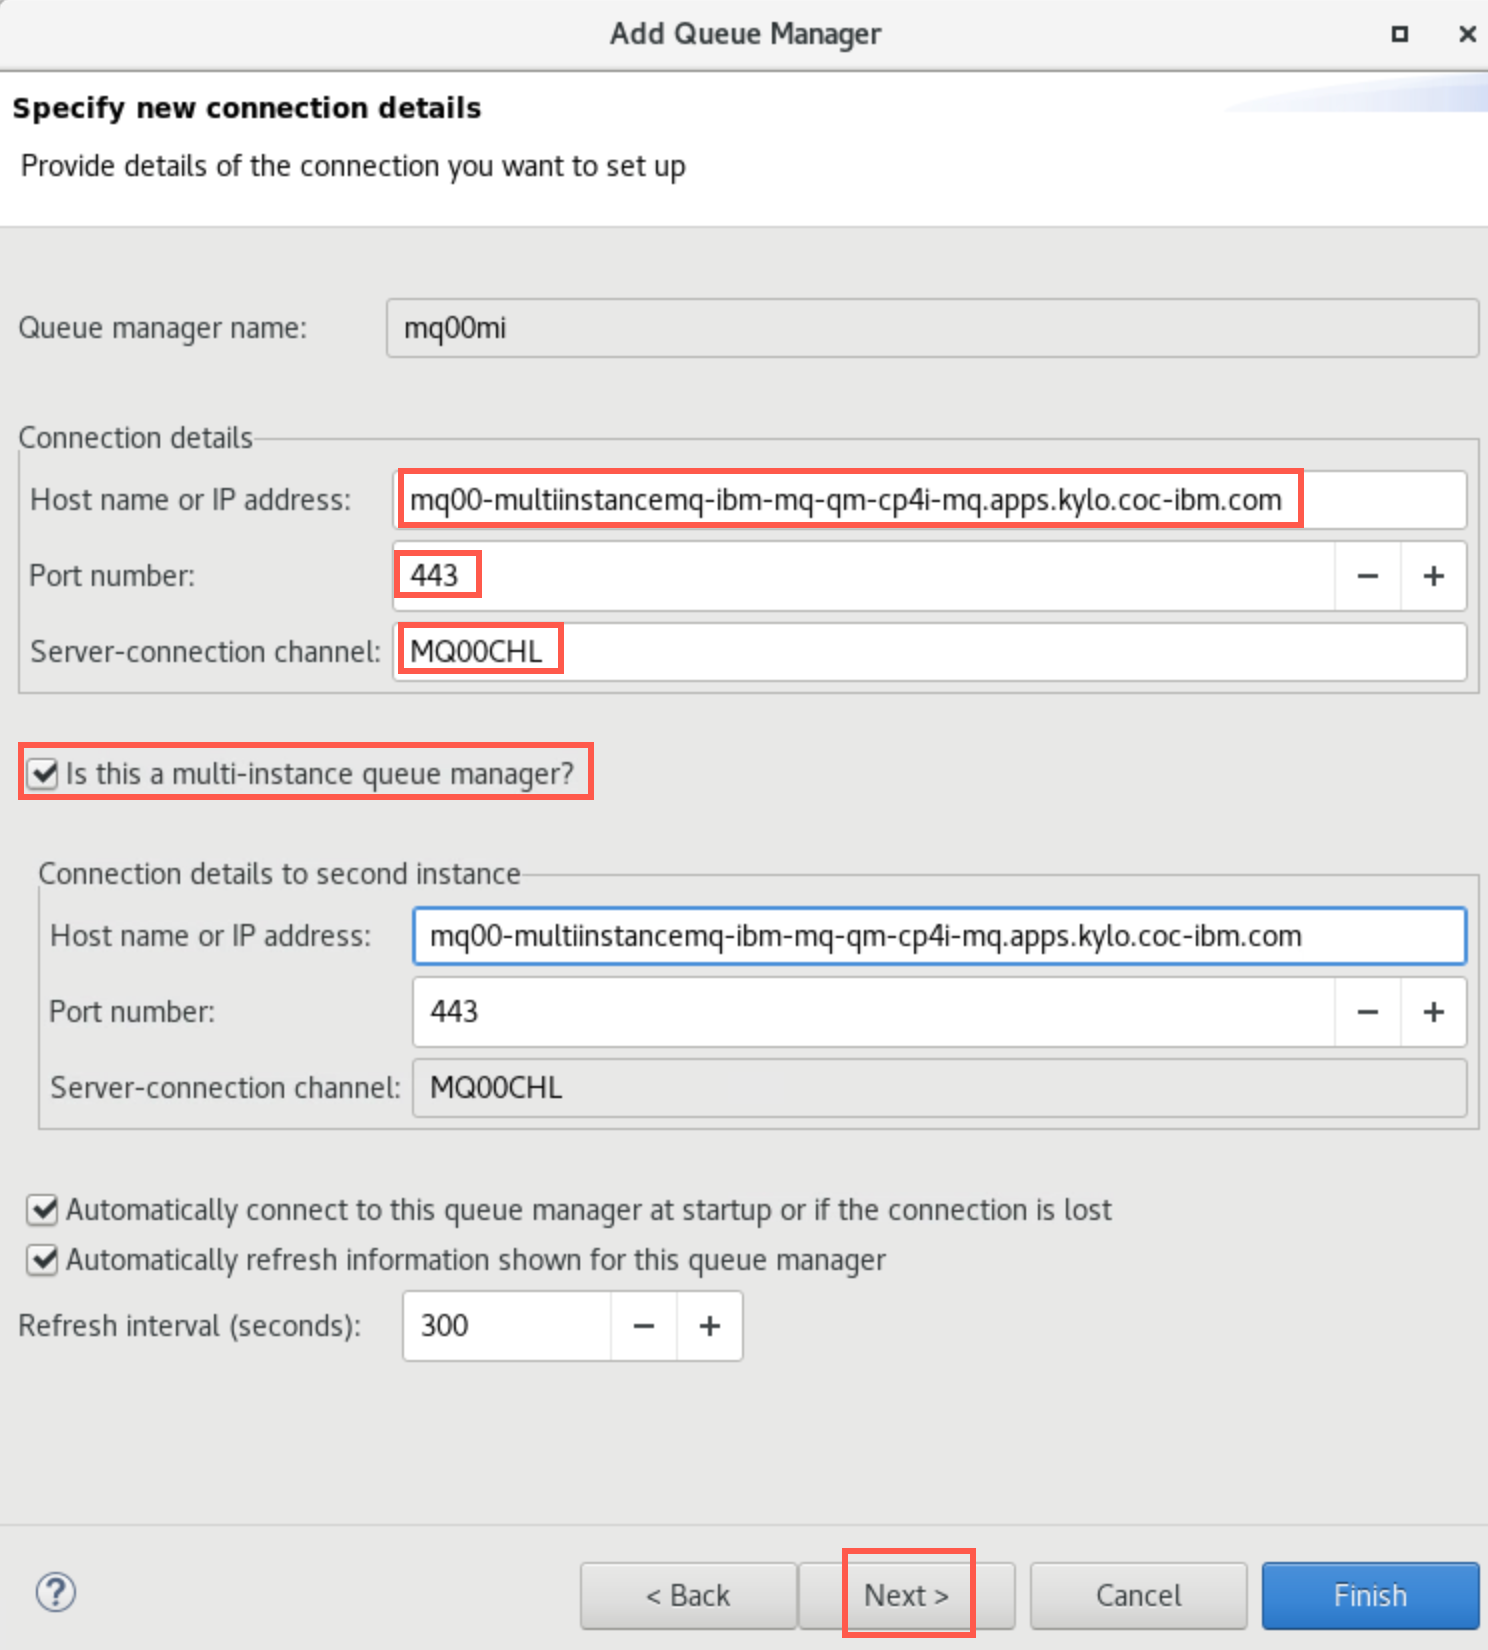 Add Queue Manager
Specify new connection details
Provide details of the connection you want to set up
Queue manager name: mq00mi
Connection details
Host name or IP address: mq00-multiinstancemq-ibm-mq-qm-cp4i-mq.apps.kylo.coc-ibm.com
Port number: 443 − +
Server-connection channel: MQ00CHL
Is this a multi-instance queue manager?
Connection details to second instance
Host name or IP address: mq00-multiinstancemq-ibm-mq-qm-cp4i-mq.apps.kylo.coc-ibm.com
Port number: 443 − +
Server-connection channel: MQ00CHL
Automatically connect to this queue manager at startup or if the connection is lost
Automatically refresh information shown for this queue manager
Refresh interval (seconds): 300 − +
? < Back Next > Cancel Finish